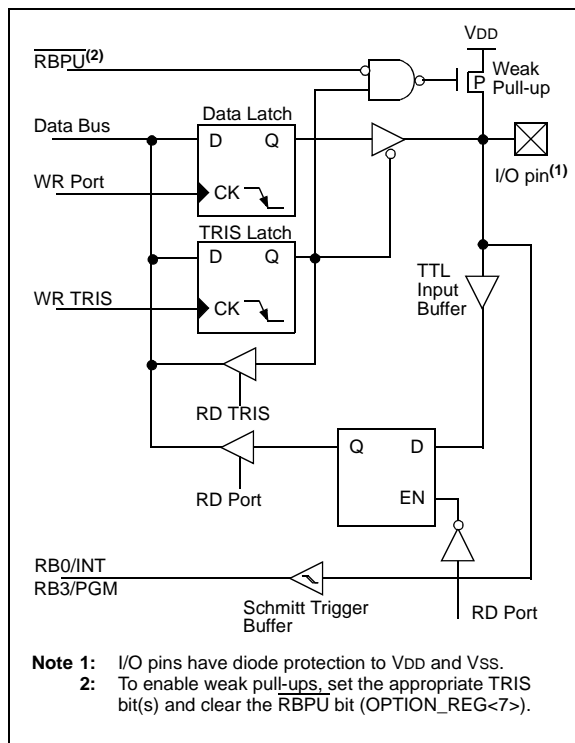 VDD
RBPU(2)
Weak
P
Pull-up
Data Latch
Data Bus
D Q
I/O pin(1)
WR Port
CK
TRIS Latch
D Q
TTL
Input
Buffer
WR TRIS
CK
RD TRIS
Q D
RD Port
EN
RB0/INT
RB3/PGM
Schmitt Trigger
Buffer
RD Port
Note 1: I/O pins have diode protection to VDD and VSS.
2: To enable weak pull-ups, set the appropriate TRIS
bit(s) and clear the RBPU bit (OPTION_REG<7>).